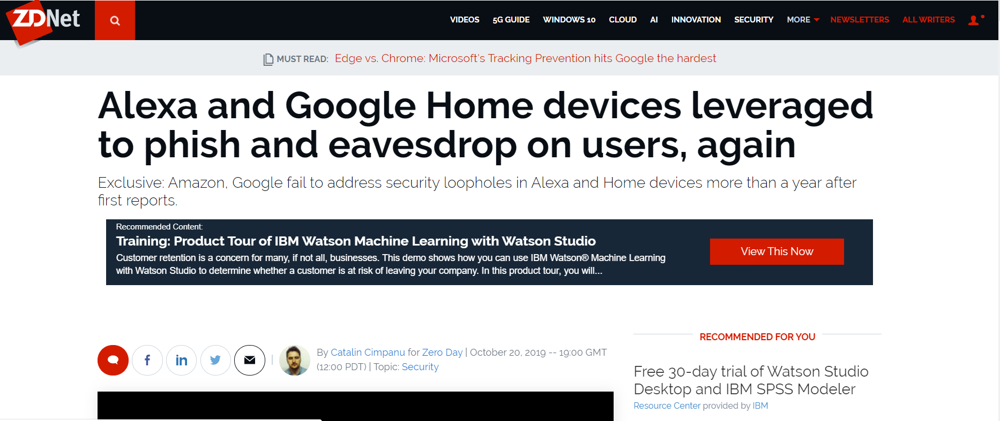 ZDNet
VIDEOS 5G GUIDE WINDOWS 10 CLOUD AI INNOVATION SECURITY MORE NEWSLETTERS ALL WRITERS
MUST READ: Edge vs. Chrome: Microsoft's Tracking Prevention hits Google the hardest
Alexa and Google Home devices leveraged
to phish and eavesdrop on users, again
Exclusive: Amazon, Google fail to address security loopholes in Alexa and Home devices more than a year after
first reports.
Recommended Content:
Training: Product Tour of IBM Watson Machine Learning with Watson Studio
Customer retention is a concern for many, if not all, businesses. This demo shows how you can use IBM Watson® Machine Learning
with Watson Studio to determine whether a customer is at risk of leaving your company. In this product tour, you will...
View This Now
By Catalin Cimpanu for Zero Day | October 20, 2019 -- 19:00 GMT
(12:00 PDT) | Topic: Security
RECOMMENDED FOR YOU
Free 30-day trial of Watson Studio
Desktop and IBM SPSS Modeler
Resource Center provided by IBM